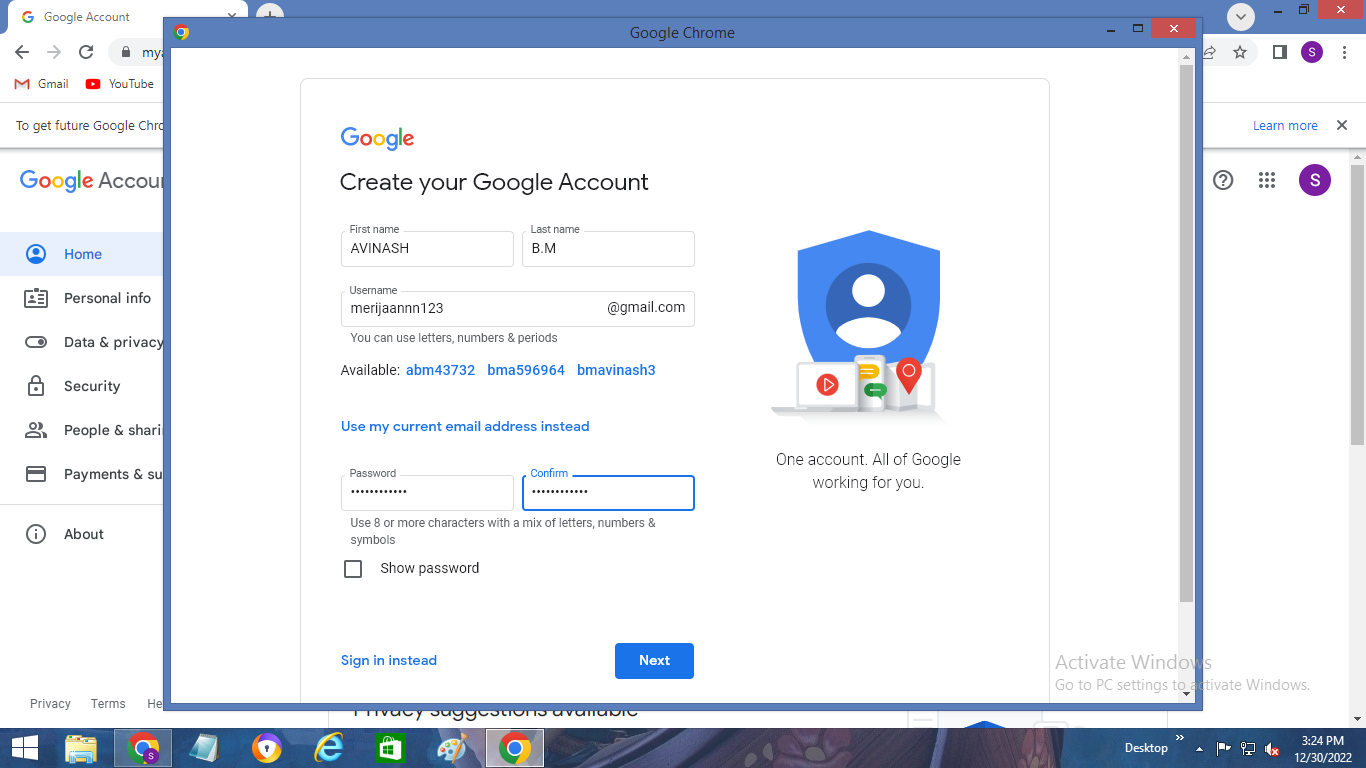 Google Account
Google Chrome
mya
S
Gmail
YouTube
To get future Google Chro
Learn more
Google Accou
S
Home
Personal info
Data & privacy
Security
People & shari
Payments & su
About
Privacy Terms He
Google
Create your Google Account
First name
AVINASH
Last name
B.M
Username
merijaannn123
@gmail.com
You can use letters, numbers & periods
Available: abm43732 bma596964 bmavinash3
Use my current email address instead
Password
••••••••••••
Confirm
••••••••••••
Use 8 or more characters with a mix of letters, numbers &
symbols
Show password
Sign in instead
Next
One account. All of Google
working for you.
Activate Windows
Go to PC settings to activate Windows.
Privacy suggestions available
S
Desktop
3:24 PM
12/30/2022